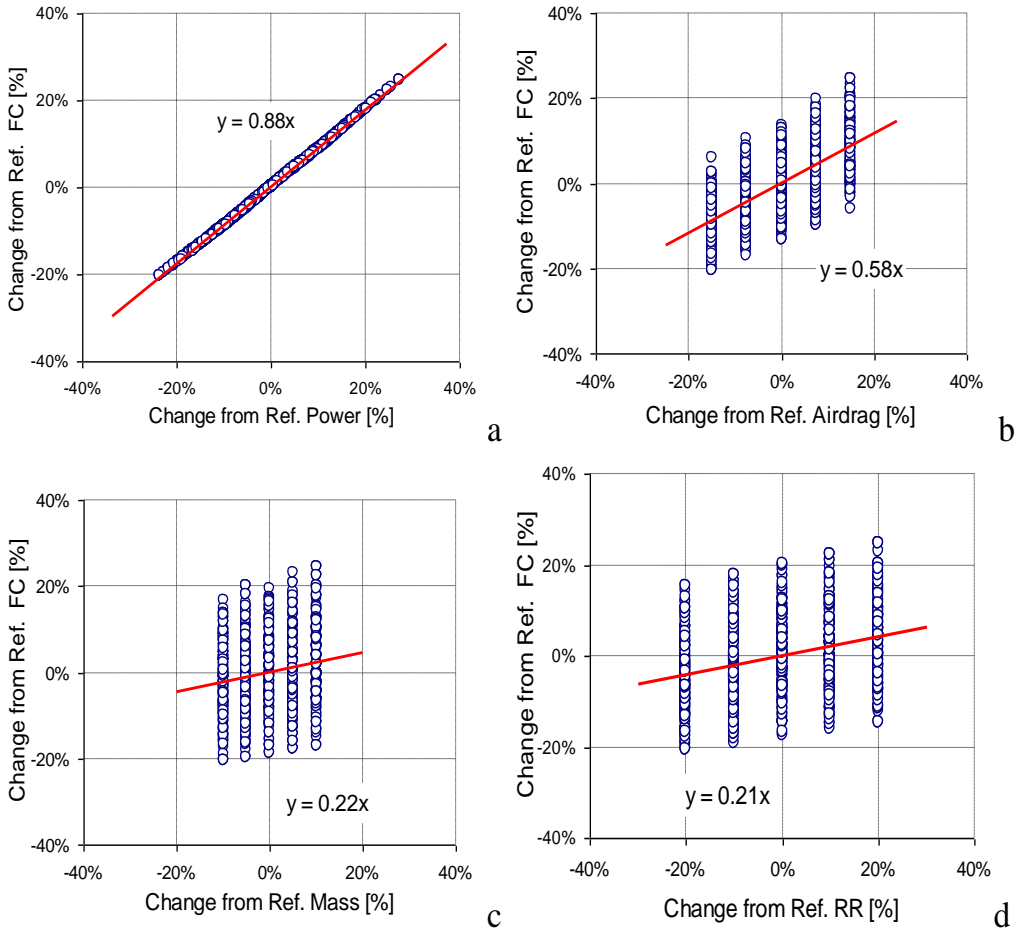 40%
20%
0%
-20%
-40%
-40%
-20%
0%
20%
40%
Change from Ref. FC [%]
y = 0.88x
Change from Ref. Power [%]
a
40%
20%
0%
-20%
-40%
-40%
-20%
0%
20%
40%
Change from Ref. FC [%]
y = 0.58x
Change from Ref. Airdrag [%]
b
40%
20%
0%
-20%
-40%
-40%
-20%
0%
20%
40%
Change from Ref. FC [%]
y = 0.22x
Change from Ref. Mass [%]
c
40%
20%
0%
-20%
-40%
-40%
-20%
0%
20%
40%
Change from Ref. FC [%]
y = 0.21x
Change from Ref. RR [%]
d